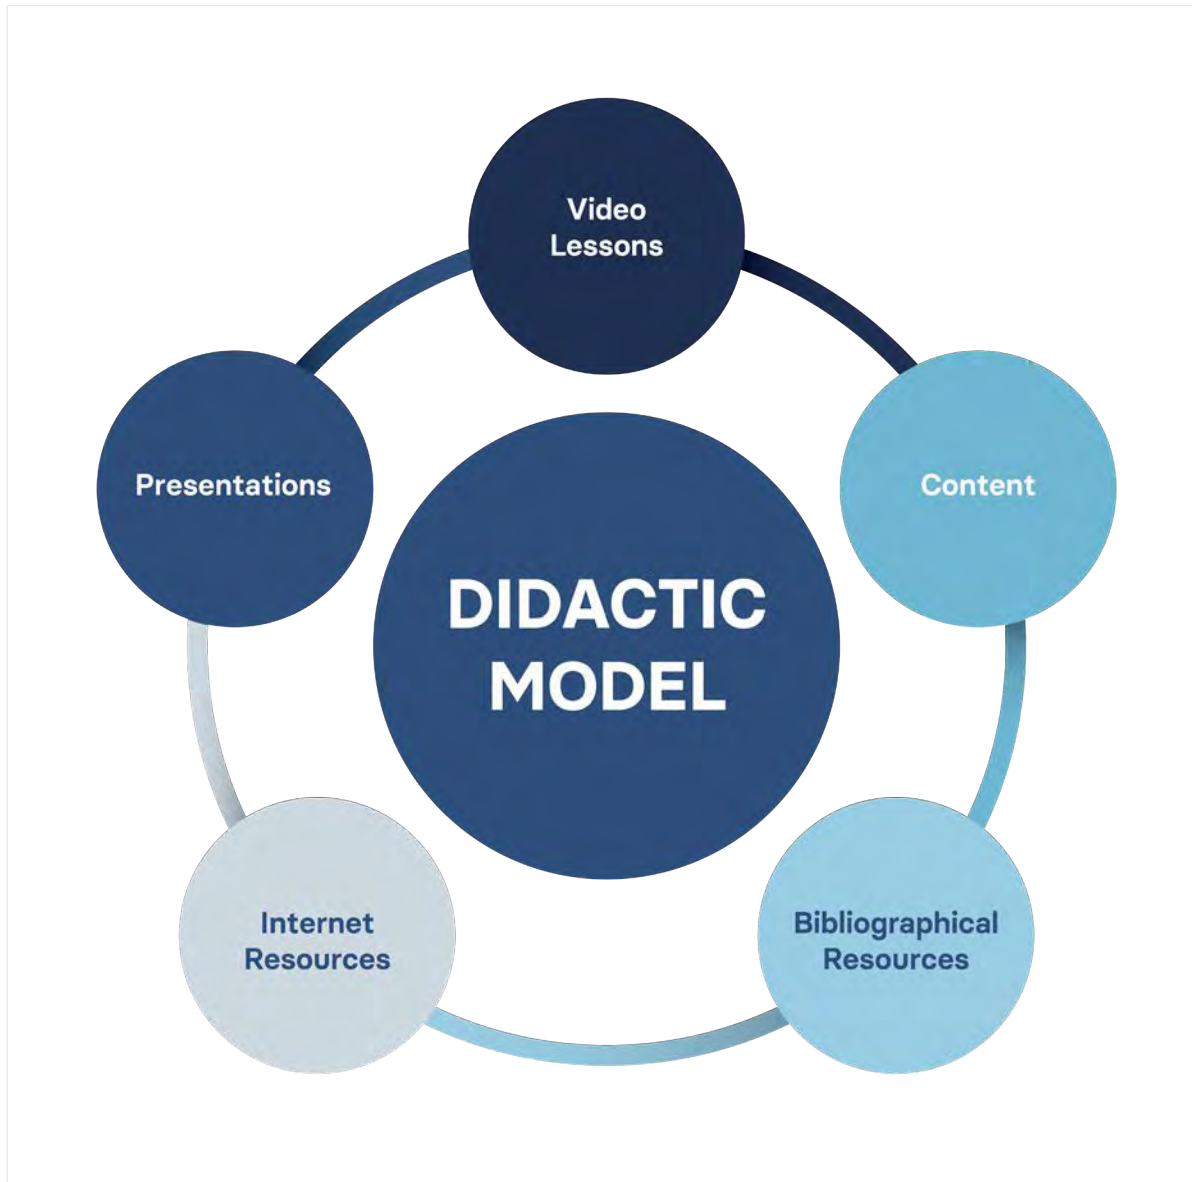 Video
Lessons
Presentations
Content
DIDACTIC
MODEL
Internet
Resources
Bibliographical
Resources